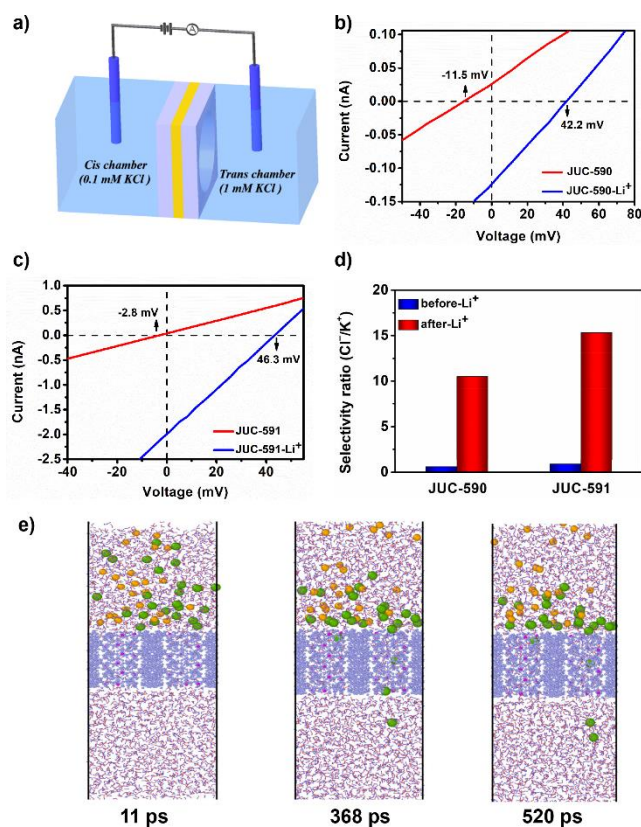 a)
A
Cis chamber
(0.1 mM KCl )
Trans chamber
(1 mM KCl )
b)
Current (nA)
0.10
0.05
0.00
-0.05
-0.10
-0.15
-11.5 mV
42.2 mV
JUC-590
JUC-590-Li⁺
-40
-20
0
20
40
60
80
Voltage (mV)
c)
Current (nA)
1.0
0.5
0.0
-0.5
-1.0
-1.5
-2.0
-2.5
-2.8 mV
46.3 mV
JUC-591
JUC-591-Li⁺
-40
-20
0
20
40
Voltage (mV)
d)
Selectivity ratio (Cl⁻/K⁺)
20
15
10
5
0
before-Li⁺
after-Li⁺
JUC-590
JUC-591
e)
11 ps
368 ps
520 ps